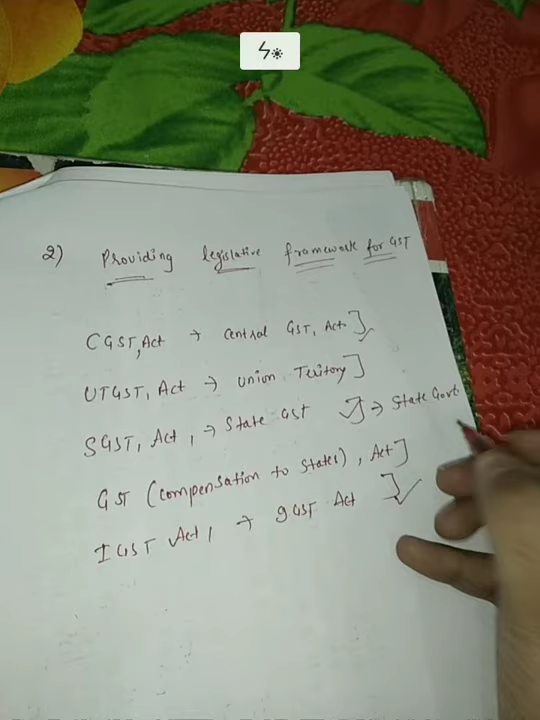 2) Providing legislative framework for GST
CGST, Act → Central GST, Act. ]
UTGST, Act → Union, Teritory ]
SGST, Act, → State GST ] → State Govt.
GST (compensation to States), Act ]
IGST Act, → IGST Act ]